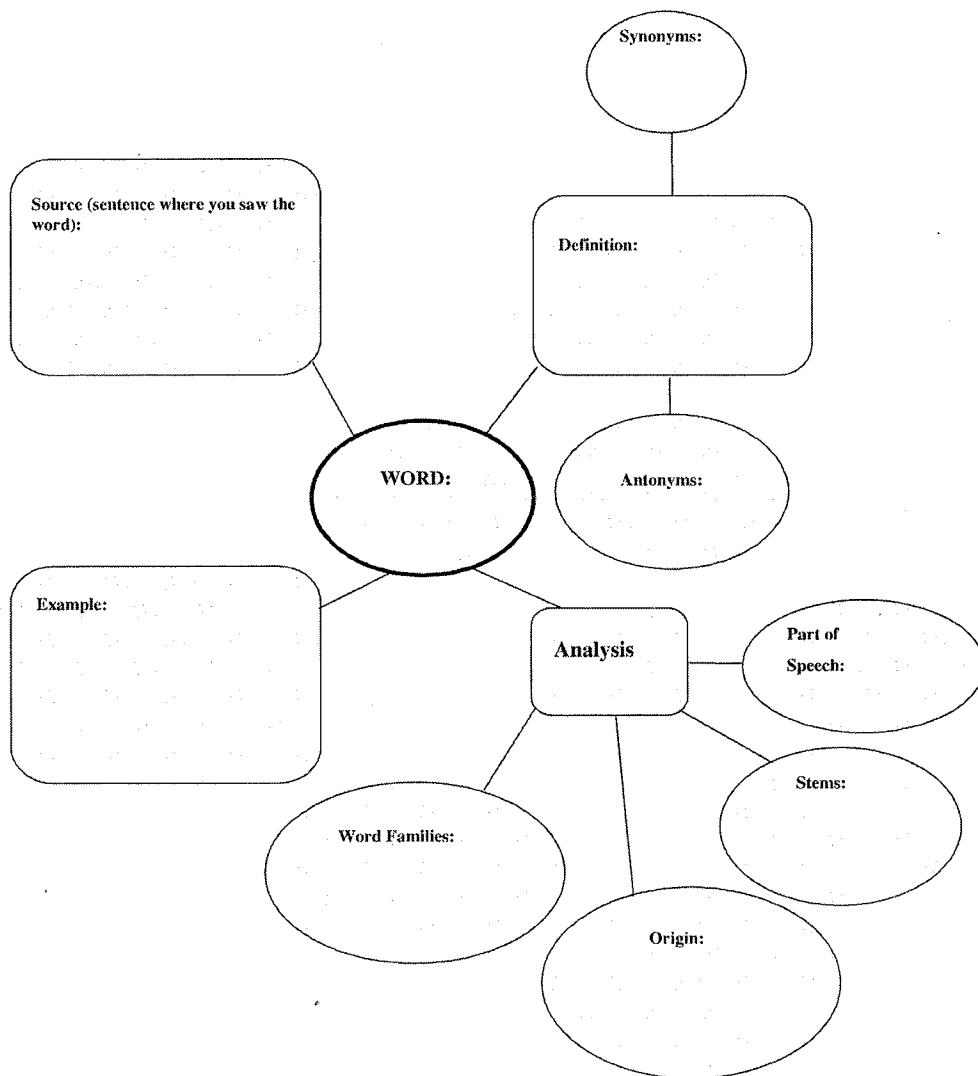 Synonyms:
Source (sentence where you saw the
word):
Definition:
WORD:
Antonyms:
Example:
Analysis
Part of
Speech:
Stems:
Word Families:
Origin: